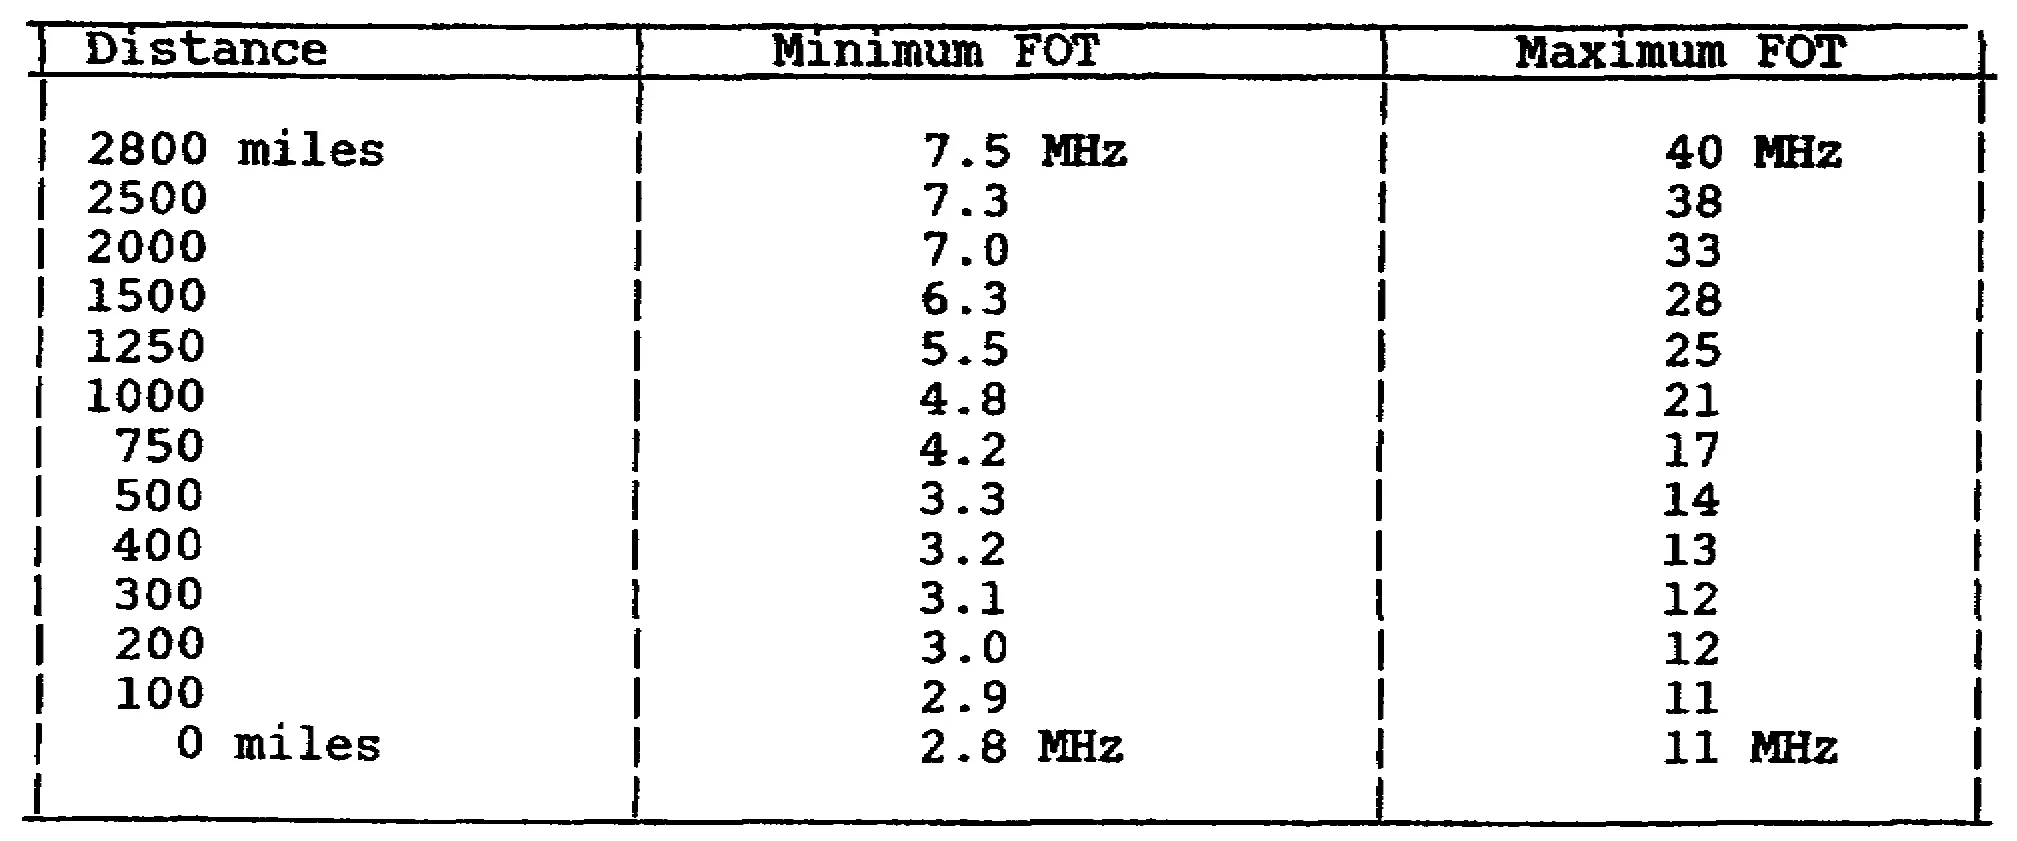 Distance Minimum FOT Maximum FOT
2800 miles 7.5 MHz 40 MHz
2500 7.3 38
2000 7.0 33
1500 6.3 28
1250 5.5 25
1000 4.8 21
750 4.2 17
500 3.3 14
400 3.2 13
300 3.1 12
200 3.0 12
100 2.9 11
0 miles 2.8 MHz 11 MHz